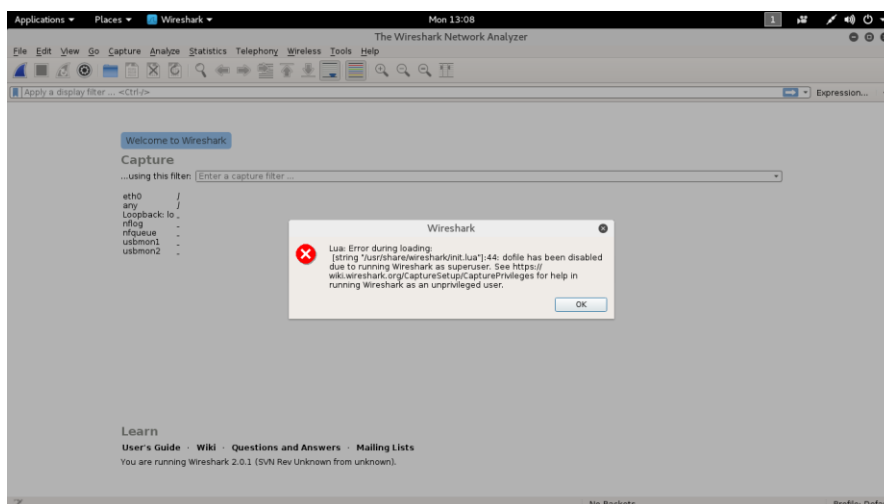 Applications ▾ Places ▾ Wireshark ▾ Mon 13:08 1
The Wireshark Network Analyzer
File Edit View Go Capture Analyze Statistics Telephony Wireless Tools Help
Apply a display filter ... <Ctrl-/> Expression...
Welcome to Wireshark
Capture
...using this filter: Enter a capture filter ...
eth0
any
Loopback: lo
nflog
nfqueue
usbmon1
usbmon2
Wireshark
Lua: Error during loading:
[string "/usr/share/wireshark/init.lua"]:44: dofile has been disabled
due to running Wireshark as superuser. See https://
wiki.wireshark.org/CaptureSetup/CapturePrivileges for help in
running Wireshark as an unprivileged user.
OK
Learn
User's Guide · Wiki · Questions and Answers · Mailing Lists
You are running Wireshark 2.0.1 (SVN Rev Unknown from unknown).
No Packets